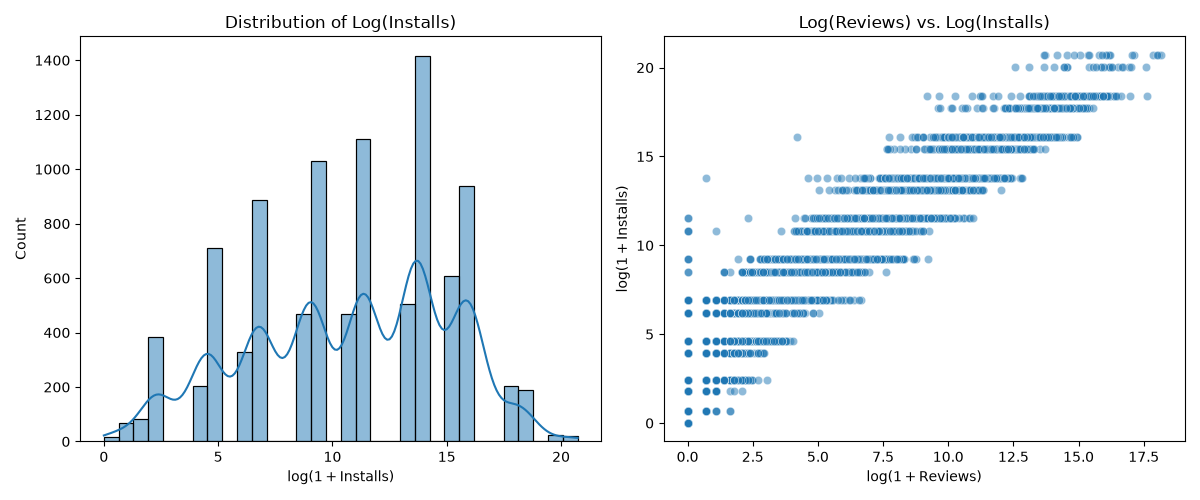 Distribution of Log(Installs)
1400
1200
1000
800
600
400
200
0
Count
0 5 10 15 20
log(1 + Installs)
Log(Reviews) vs. Log(Installs)
20
15
10
5
0
log(1 + Installs)
0.0 2.5 5.0 7.5 10.0 12.5 15.0 17.5
log(1 + Reviews)